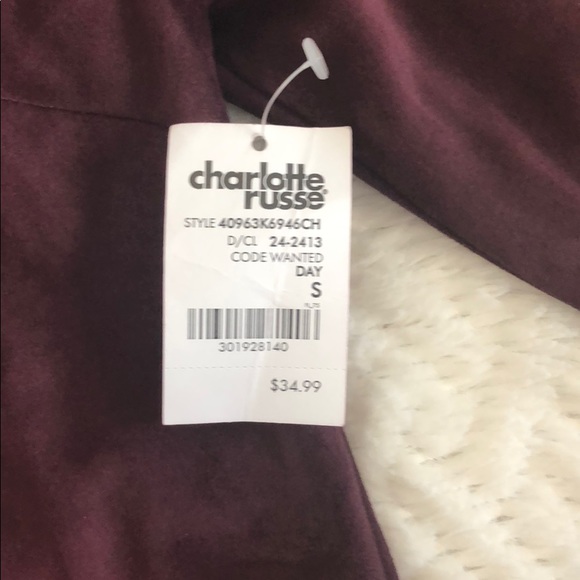 charlotte
russe®
STYLE 40963K6946CH
D/CL 24-2413
CODE WANTED
DAY
S
301928140
$34.99